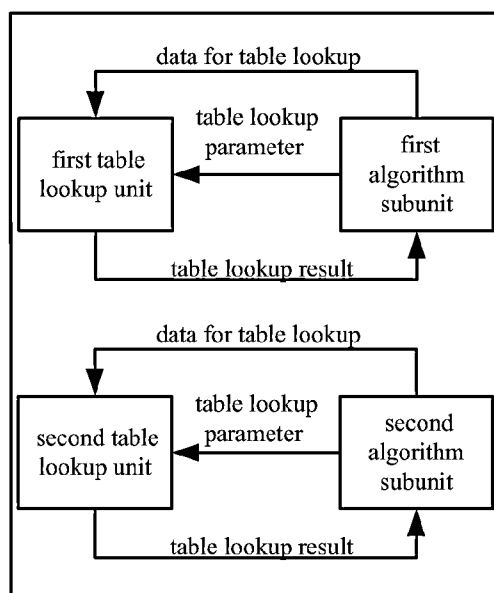 data for table lookup
table lookup
parameter
first table
lookup unit
first
algorithm
subunit
table lookup result
data for table lookup
table lookup
parameter
second table
lookup unit
second
algorithm
subunit
table lookup result